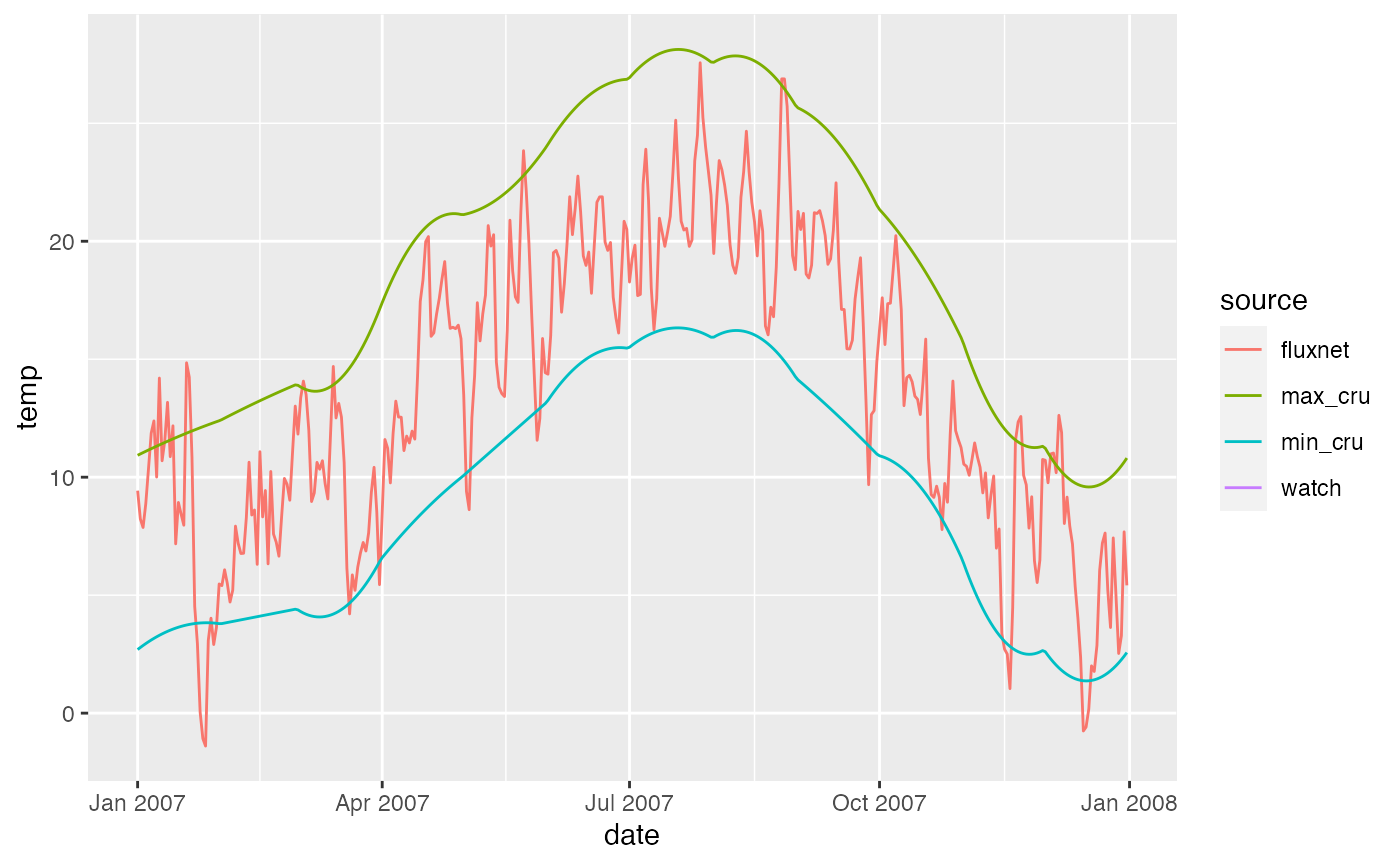 temp
20
10
0
Jan 2007
Apr 2007
Jul 2007
Oct 2007
Jan 2008
date
source
fluxnet
max_cru
min_cru
watch